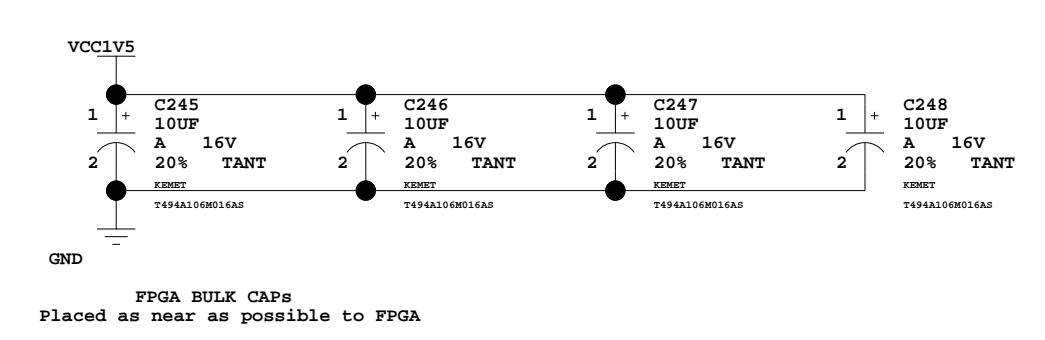 VCC1V5
1 + C245
10UF
A 16V
2 20% TANT
KEMET
T494A106M016AS
1 + C246
10UF
A 16V
2 20% TANT
KEMET
T494A106M016AS
1 + C247
10UF
A 16V
2 20% TANT
KEMET
T494A106M016AS
1 + C248
10UF
A 16V
2 20% TANT
KEMET
T494A106M016AS
GND
FPGA BULK CAPs
Placed as near as possible to FPGA